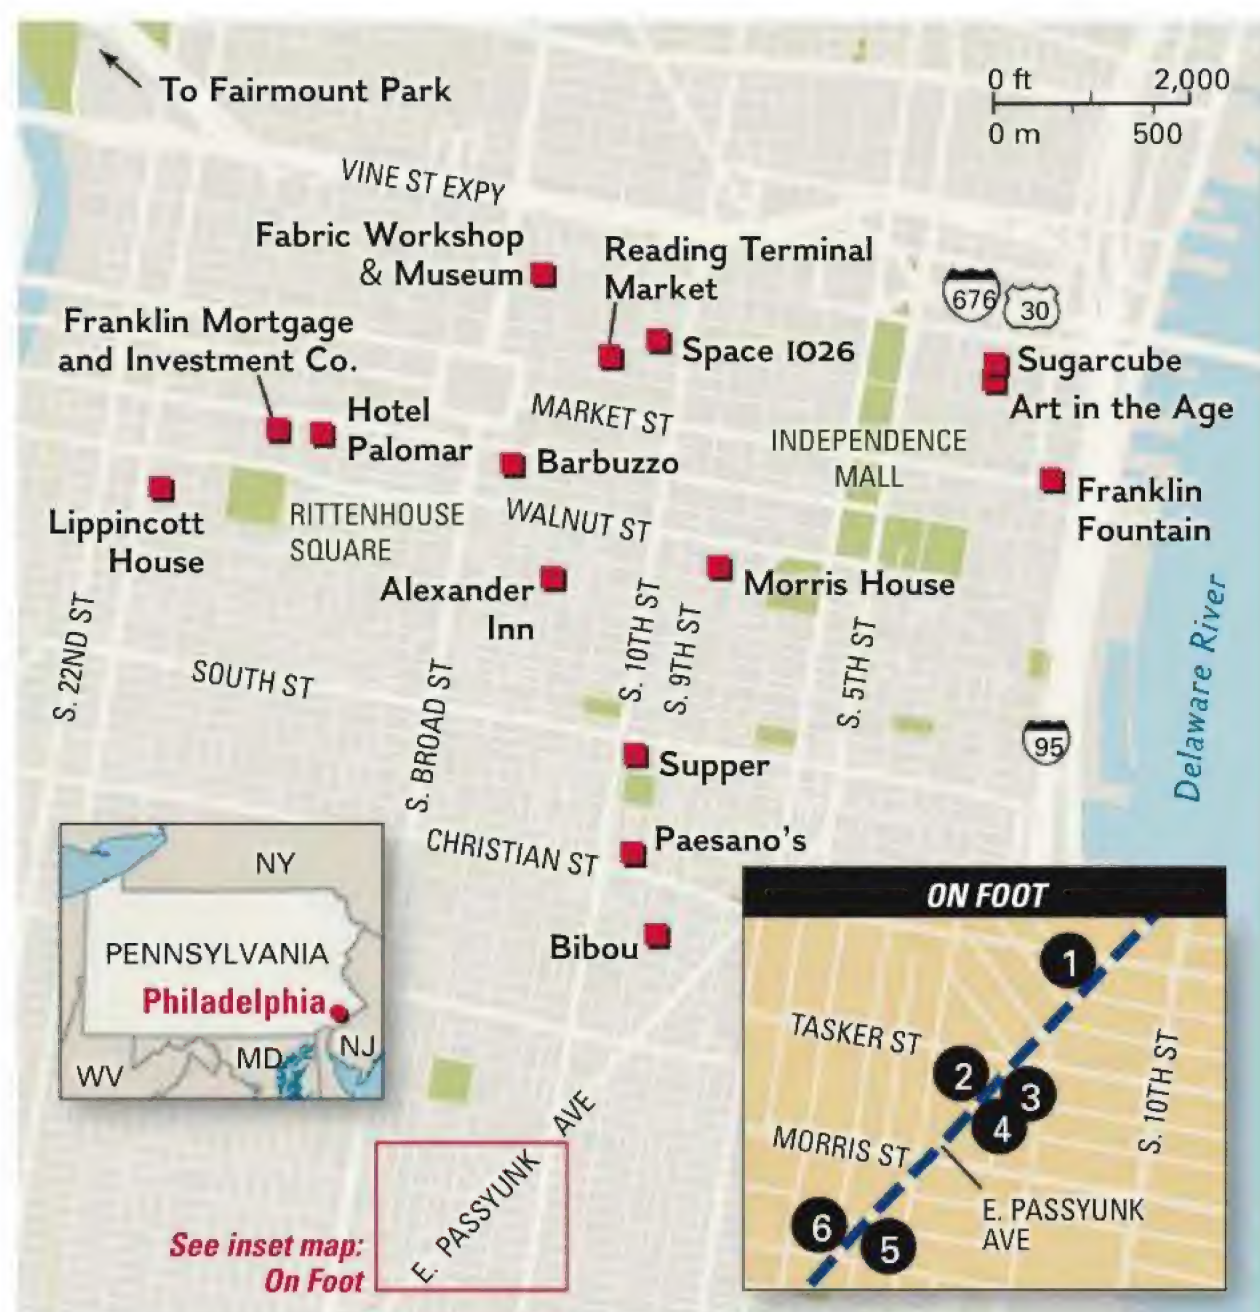 To Fairmount Park
0 ft 2,000
0 m 500
VINE ST EXPY
Fabric Workshop
& Museum
Reading Terminal
Market
676
30
Franklin Mortgage
and Investment Co.
Space 1026
Sugarcube
Art in the Age
Hotel
Palomar
MARKET ST
INDEPENDENCE
MALL
Barbuzzo
Franklin
Fountain
Lippincott
House
RITTENHOUSE
SQUARE
WALNUT ST
Alexander
Inn
Morris House
S. 22ND ST
SOUTH ST
S. BROAD ST
S. 10TH ST
S. 9TH ST
S. 5TH ST
Delaware River
95
Supper
CHRISTIAN ST
Paesano's
Bibou
NY
PENNSYLVANIA
Philadelphia
WV
MD
NJ
E. PASSYUNK
AVE
See inset map:
On Foot
ON FOOT
1
TASKER ST
2
3
4
S. 10TH ST
MORRIS ST
E. PASSYUNK
AVE
6
5